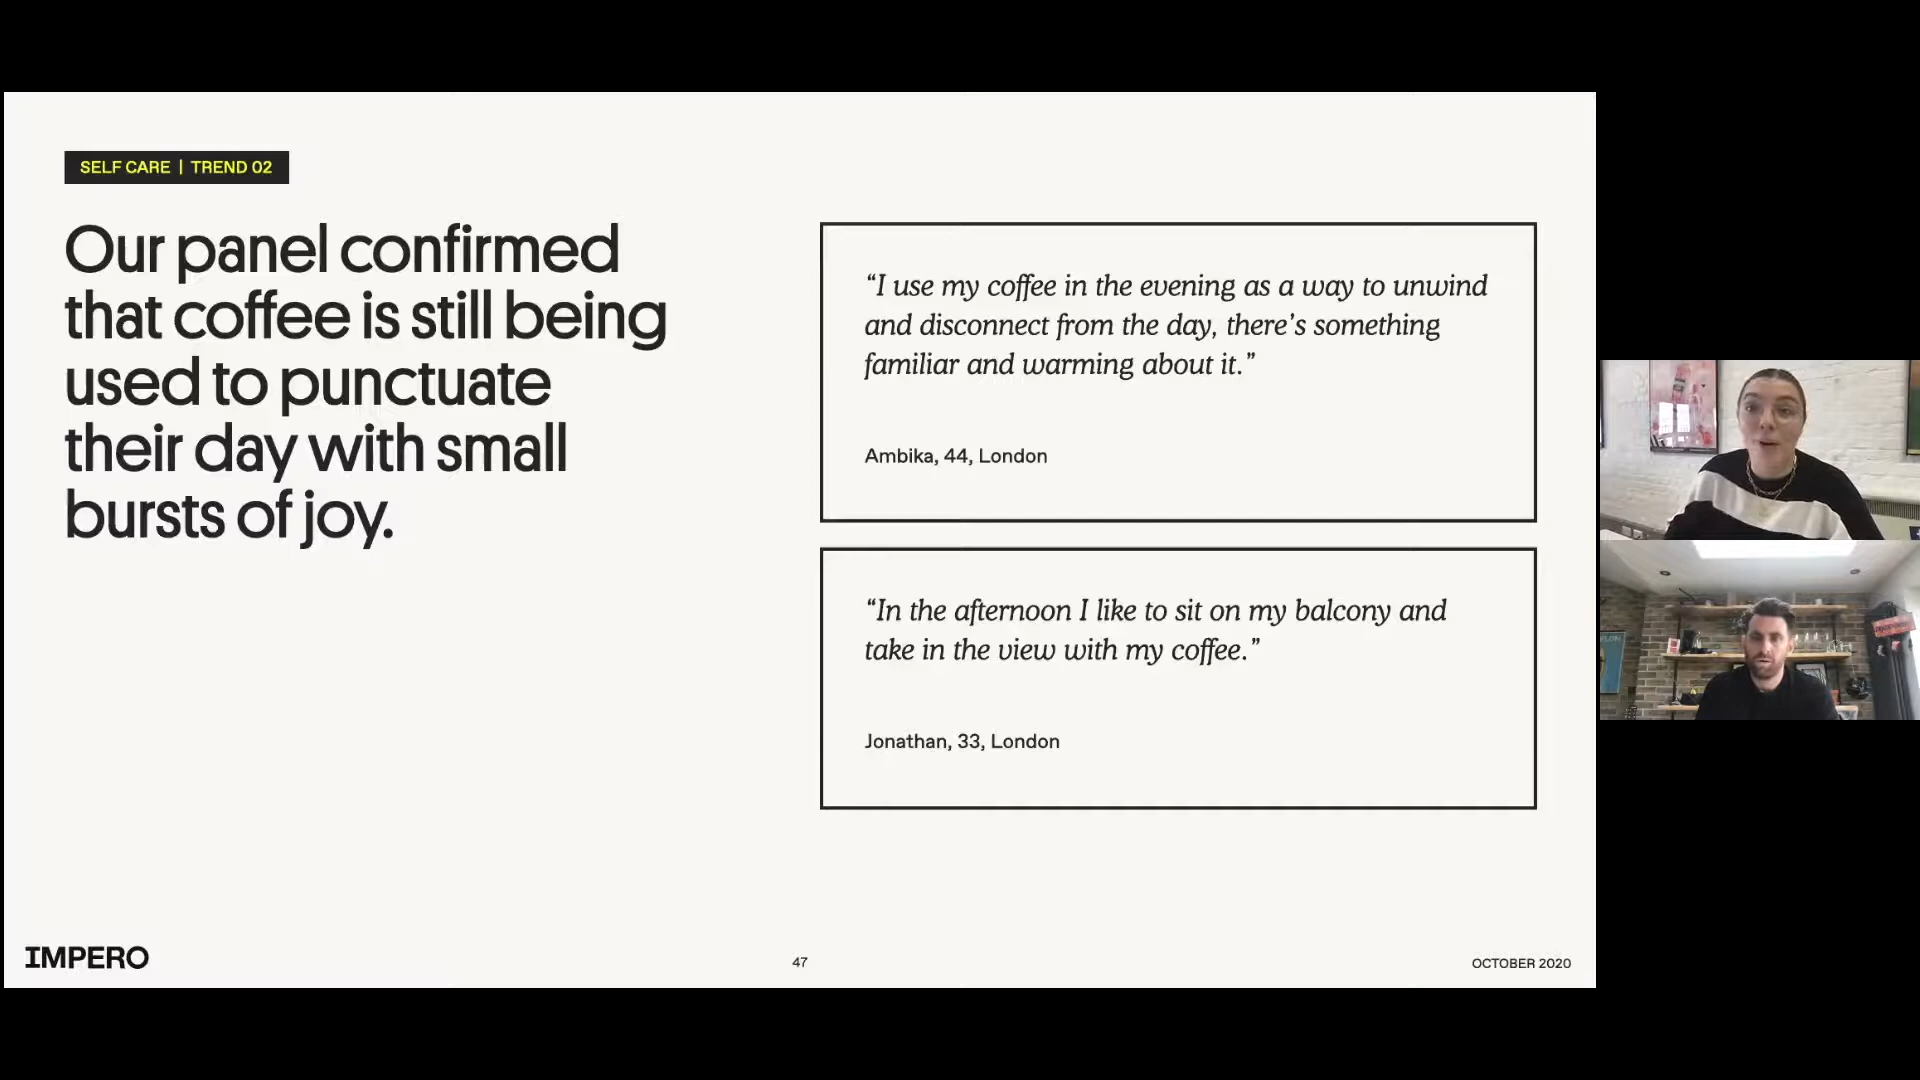 SELF CARE | TREND 02
Our panel confirmed
that coffee is still being
used to punctuate
their day with small
bursts of joy.
“I use my coffee in the evening as a way to unwind
and disconnect from the day, there’s something
familiar and warming about it.”
Ambika, 44, London
“In the afternoon I like to sit on my balcony and
take in the view with my coffee.”
Jonathan, 33, London
IMPERO
47
OCTOBER 2020